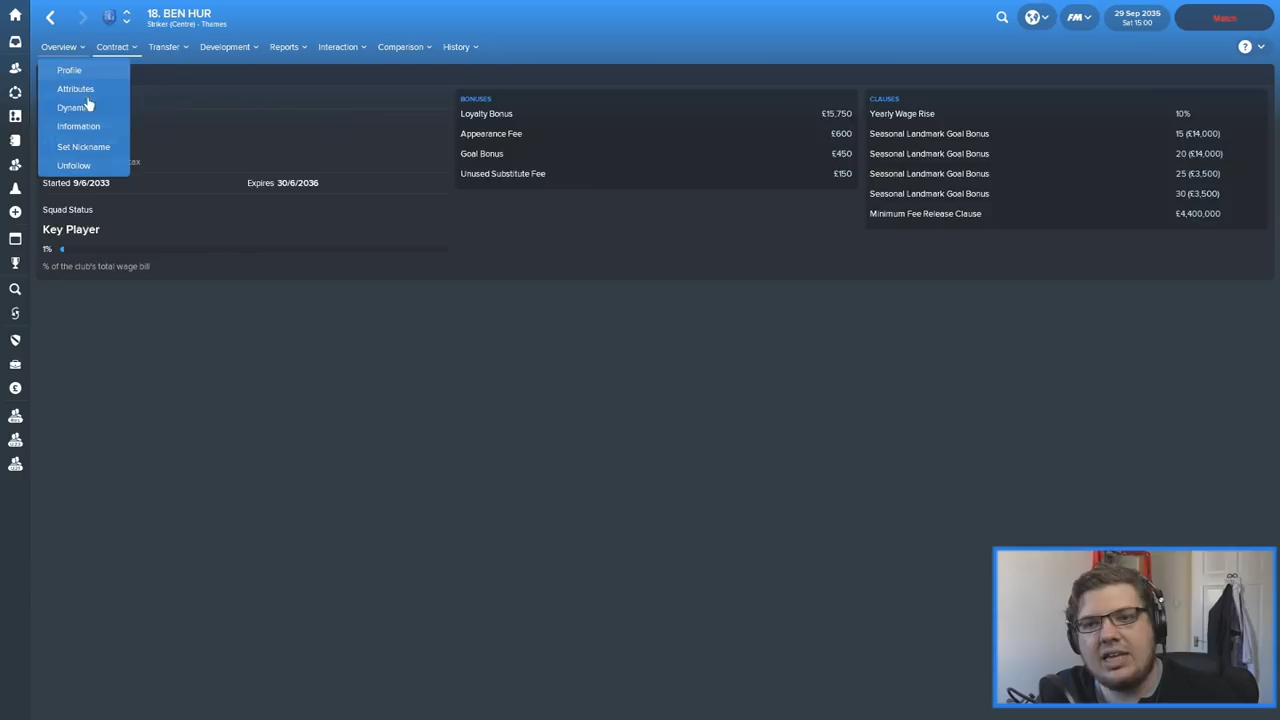 18. BEN HUR
Striker (Centre) - Thames
FM
29 Sep 2035
Sat 15:00
Match
Overview
Contract
Transfer
Development
Reports
Interaction
Comparison
History
?
Profile
Attributes
Information
Set Nickname
Unfollow
tax
Started 9/6/2033 Expires 30/6/2036
Squad Status
Key Player
1%
% of the club's total wage bill
BONUSES
Loyalty Bonus £15,750
Appearance Fee £600
Goal Bonus £450
Unused Substitute Fee £150
CLAUSES
Yearly Wage Rise 10%
Seasonal Landmark Goal Bonus 15 (£14,000)
Seasonal Landmark Goal Bonus 20 (£14,000)
Seasonal Landmark Goal Bonus 25 (£3,500)
Seasonal Landmark Goal Bonus 30 (£3,500)
Minimum Fee Release Clause £4,400,000